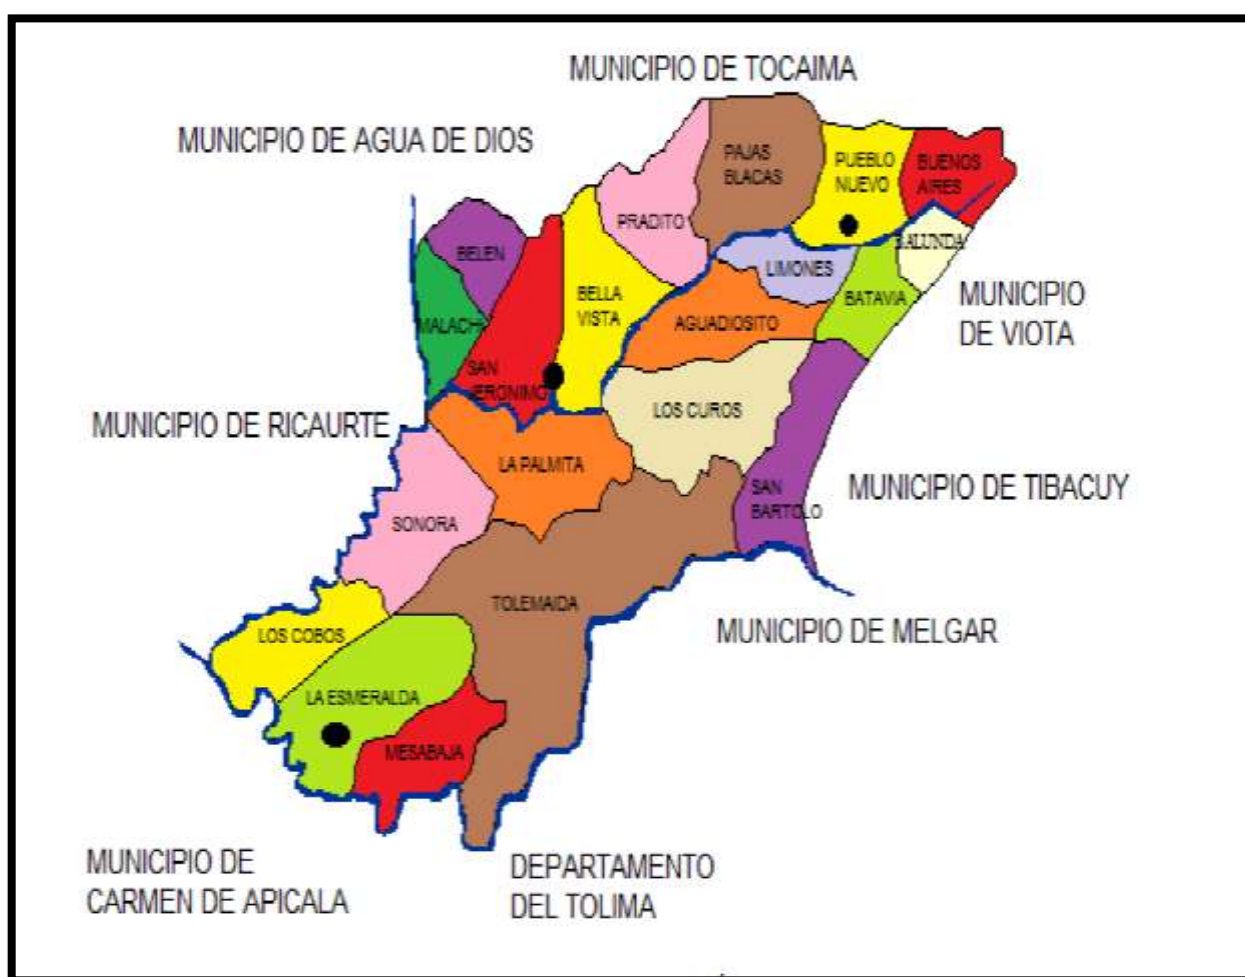 MUNICIPIO DE TOCAIMA
MUNICIPIO DE AGUA DE DIOS
PAJAS
BLACAS
PUEBLO
NUEVO
BUENOS
AIRES
PRADITO
BELEN
LIMONES
BALUNDA
BELLA
VISTA
BATAVIA
MUNICIPIO
DE VIOTA
MALACHI
AGUADIOSITO
SAN
JERONIMO
LOS CUROS
MUNICIPIO DE RICAURTE
LA PALMITA
SAN
BARTOLO
MUNICIPIO DE TIBACUY
SONORA
TOLEMAIDA
LOS COBOS
MUNICIPIO DE MELGAR
LA ESMERALDA
MESABAJA
MUNICIPIO DE
CARMEN DE APICALA
DEPARTAMENTO
DEL TOLIMA